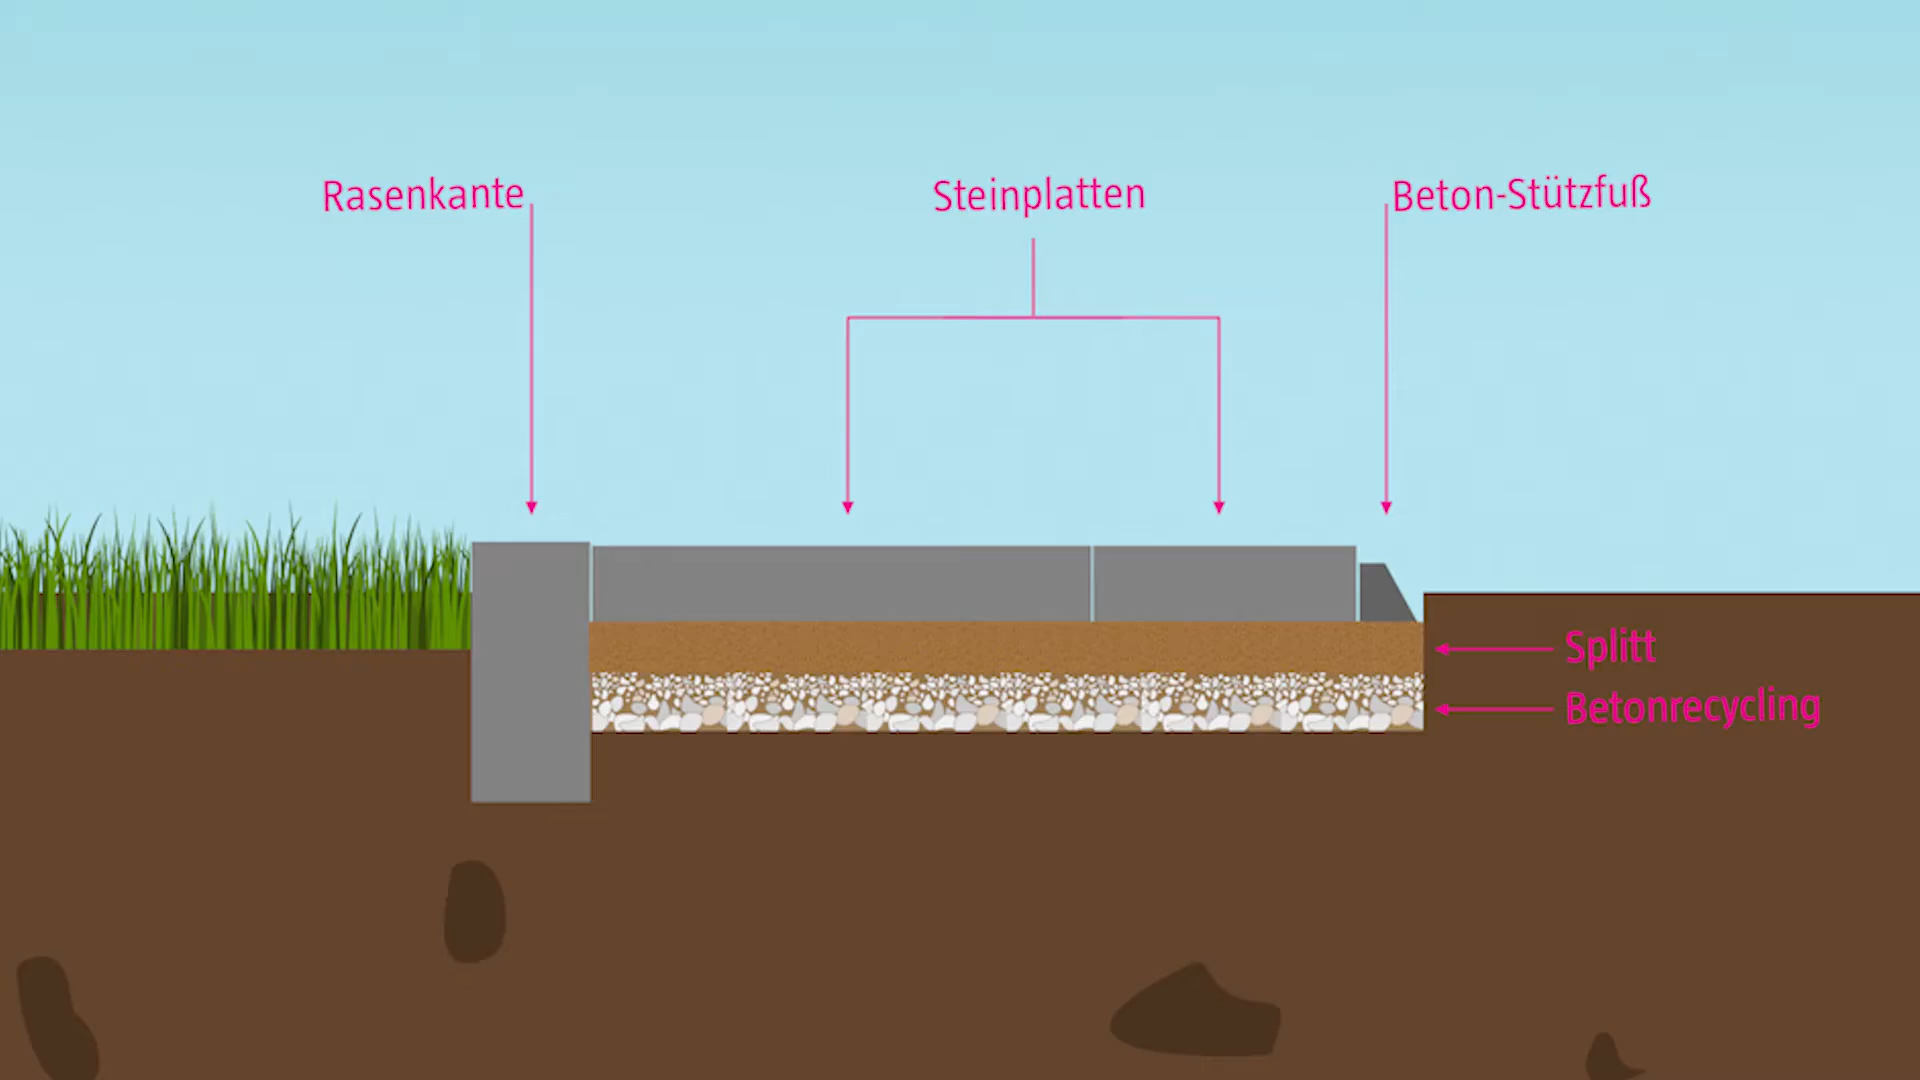 Rasenkante
Steinplatten
Beton-Stützfuß
Splitt
Betonrecycling